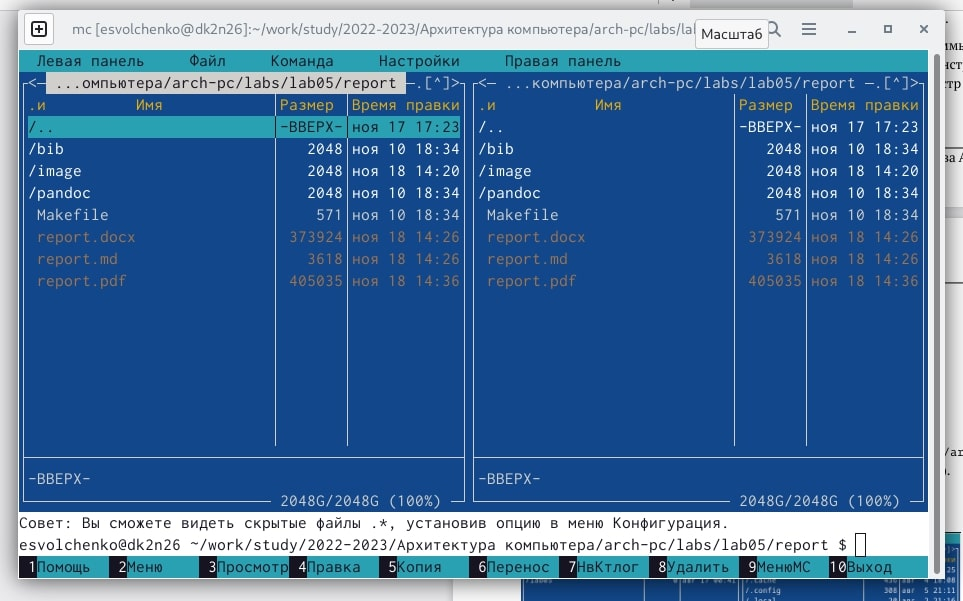 mc [esvolchenko@dk2n26]:~/work/study/2022-2023/Архитектура компьютера/arch-pc/labs/la
Масштаб
Левая панель Файл Команда Настройки Правая панель
<— ...омпьютера/arch-pc/labs/lab05/report —.[^]> <— ...компьютера/arch-pc/labs/lab05/report —.[^]>
.и Имя Размер Время правки .и Имя Размер Время правки
/.. -ВВЕРХ- ноя 17 17:23 /.. -ВВЕРХ- ноя 17 17:23
/bib 2048 ноя 10 18:34 /bib 2048 ноя 10 18:34
/image 2048 ноя 18 14:20 /image 2048 ноя 18 14:20
/pandoc 2048 ноя 10 18:34 /pandoc 2048 ноя 10 18:34
Makefile 571 ноя 10 18:34 Makefile 571 ноя 10 18:34
report.docx 373924 ноя 18 14:26 report.docx 373924 ноя 18 14:26
report.md 3618 ноя 18 14:26 report.md 3618 ноя 18 14:26
report.pdf 405035 ноя 18 14:36 report.pdf 405035 ноя 18 14:36
-ВВЕРХ- -ВВЕРХ-
2048G/2048G (100%) 2048G/2048G (100%)
Совет: Вы сможете видеть скрытые файлы .*, установив опцию в меню Конфигурация.
esvolchenko@dk2n26 ~/work/study/2022-2023/Архитектура компьютера/arch-pc/labs/lab05/report $
1Помощь 2Меню 3Просмотр 4Правка 5Копия 6Перенос 7НвКтлог 8Удалить 9МенюМС 10Выход
/.config 308 авг 5 21:11